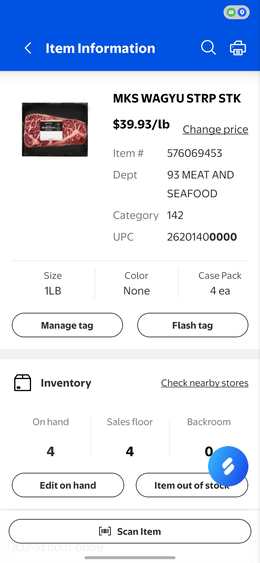 Item Information
MKS WAGYU STRP STK
$39.93/lb
Change price
Item # 576069453
Dept 93 MEAT AND
SEAFOOD
Category 142
UPC 26201400000
Size Color Case Pack
1LB None 4 ea
Manage tag Flash tag
Inventory Check nearby stores
On hand Sales floor Backroom
4 4 0
Edit on hand Item out of stock
Scan Item